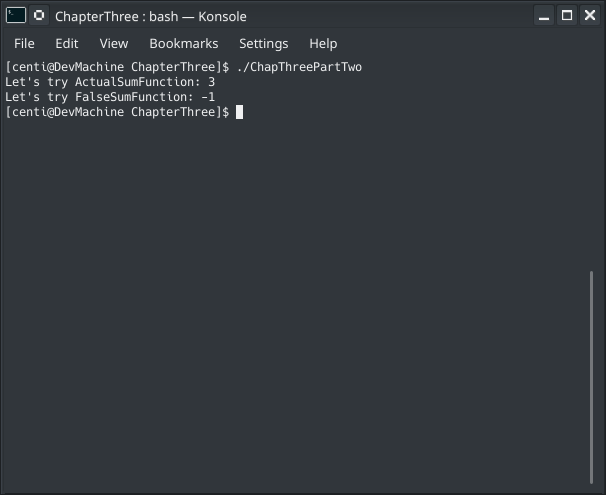 ChapterThree : bash — Konsole
File Edit View Bookmarks Settings Help
[centi@DevMachine ChapterThree]$ ./ChapThreePartTwo
Let's try ActualSumFunction: 3
Let's try FalseSumFunction: -1
[centi@DevMachine ChapterThree]$